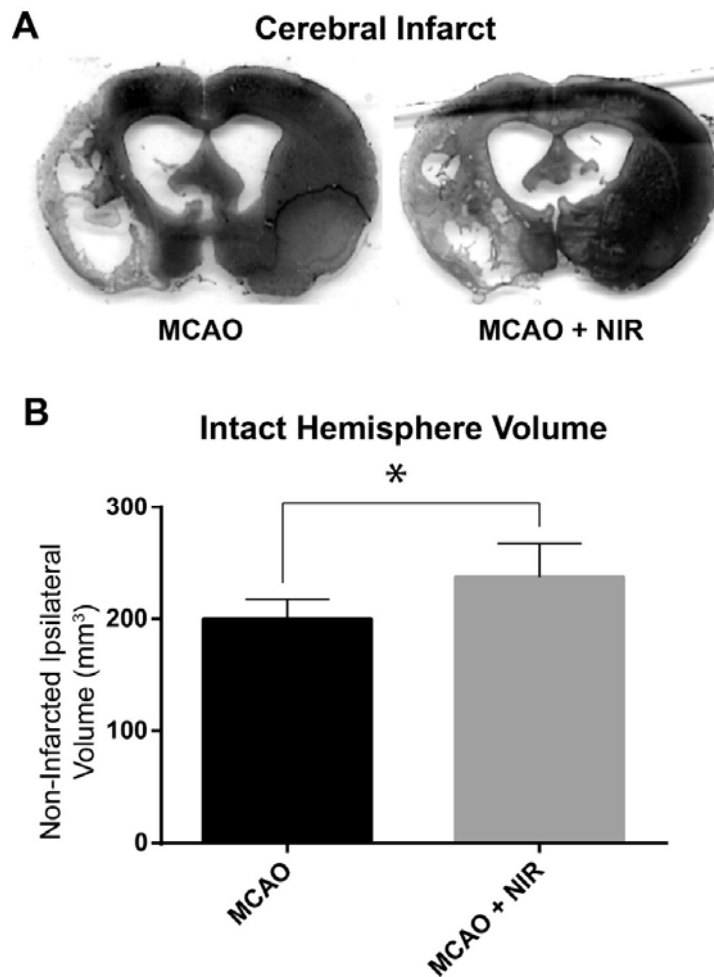 A
Cerebral Infarct
MCAO
MCAO + NIR
B
Intact Hemisphere Volume
*
Non-Infarcted Ipsilateral
Volume (mm³)
300
200
100
0
MCAO
MCAO + NIR